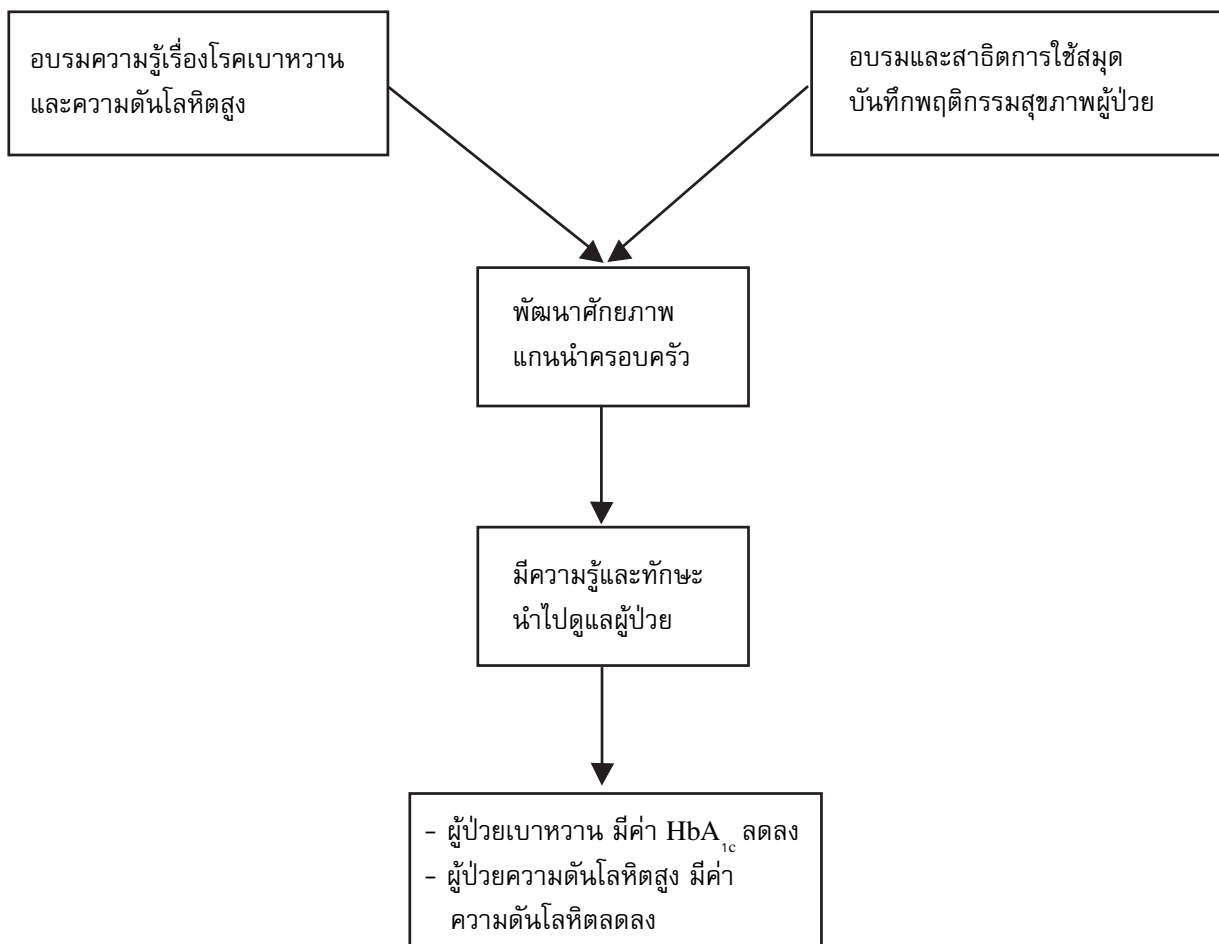 อบรมความรู้เรื่องโรคเบาหวาน
และความดันโลหิตสูง
อบรมและสาธิตการใช้สมุด
บันทึกพฤติกรรมสุขภาพผู้ป่วย
พัฒนาศักยภาพ
แกนนำครอบครัว
มีความรู้และทักษะ
นำไปดูแลผู้ป่วย
- ผู้ป่วยเบาหวาน มีค่า HbA1c ลดลง
- ผู้ป่วยความดันโลหิตสูง มีค่า
ความดันโลหิตลดลง